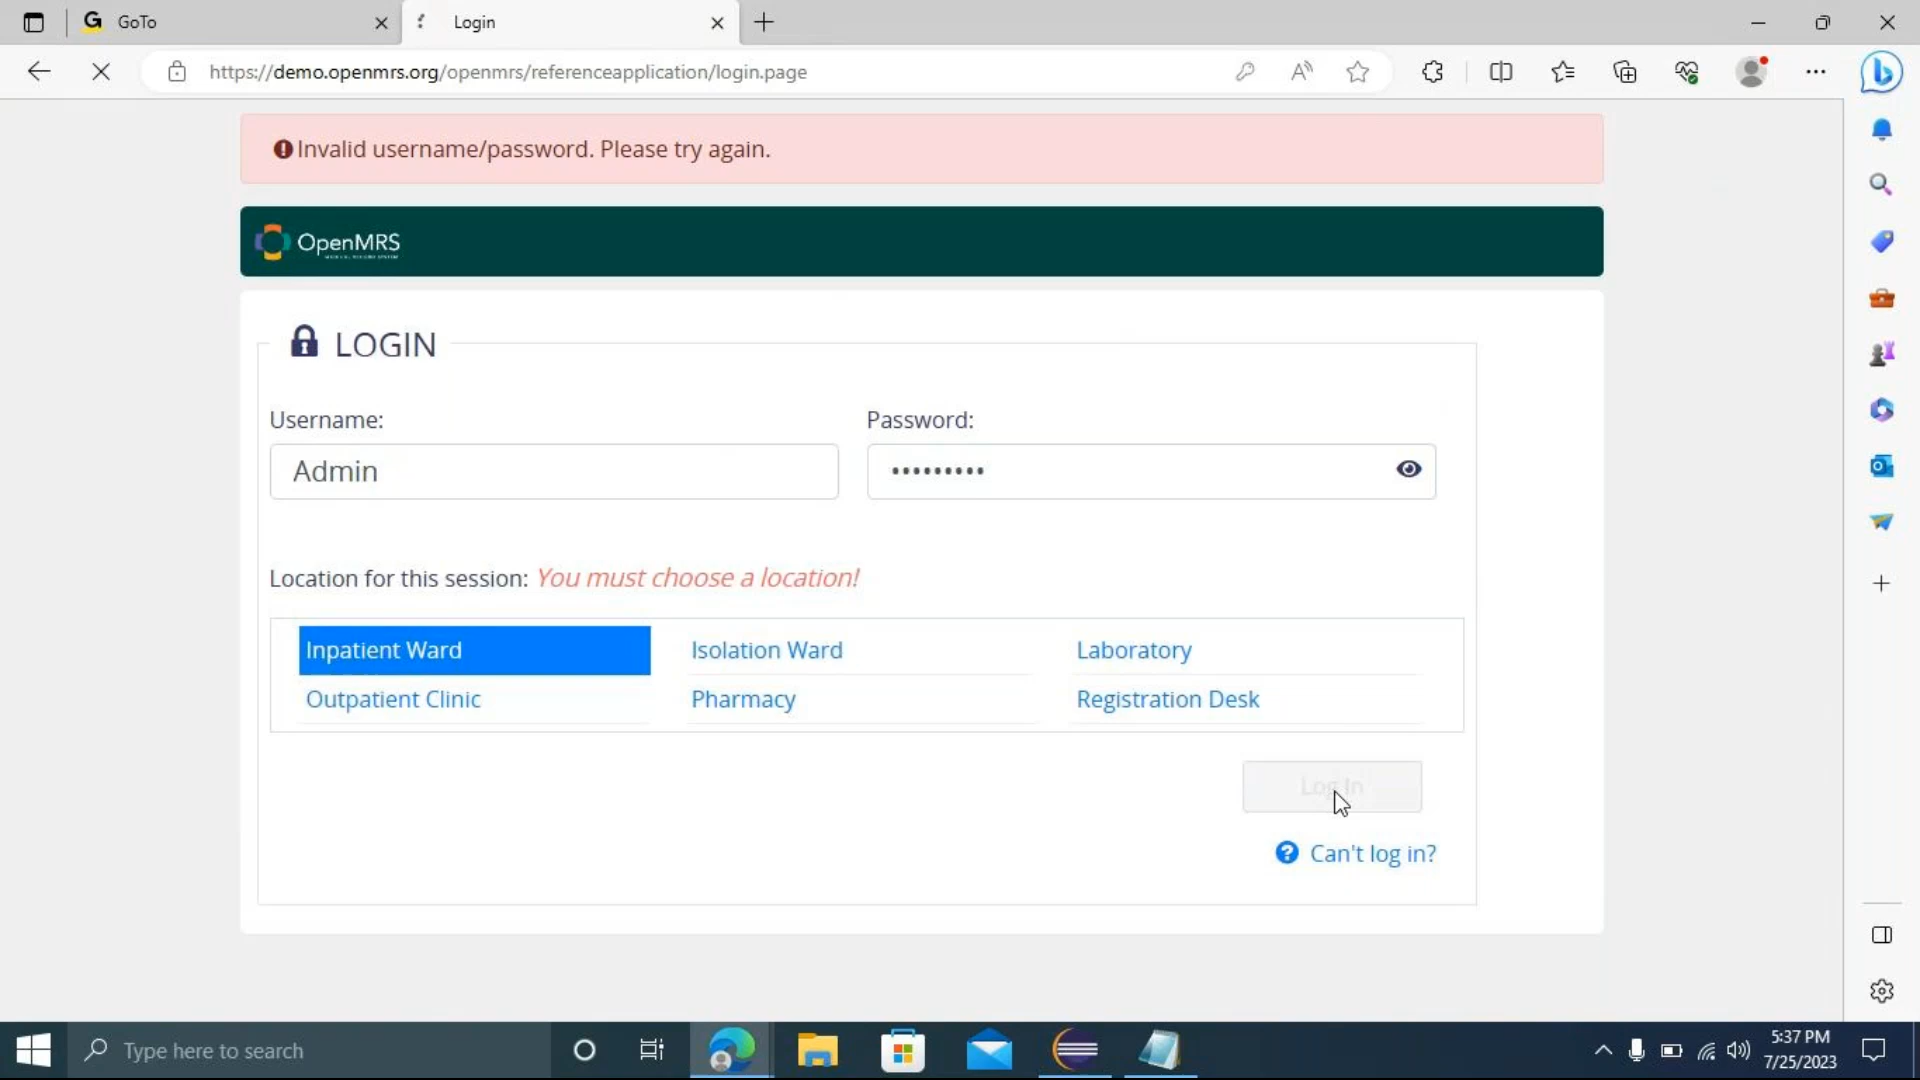 GoTo
Login
https://demo.openmrs.org/openmrs/referenceapplication/login.page
Invalid username/password. Please try again.
OpenMRS
LOGIN
Username:
Password:
Admin
•••••••••
Location for this session: You must choose a location!
Inpatient Ward
Isolation Ward
Laboratory
Outpatient Clinic
Pharmacy
Registration Desk
Log In
Can't log in?
Type here to search
5:37 PM
7/25/2023